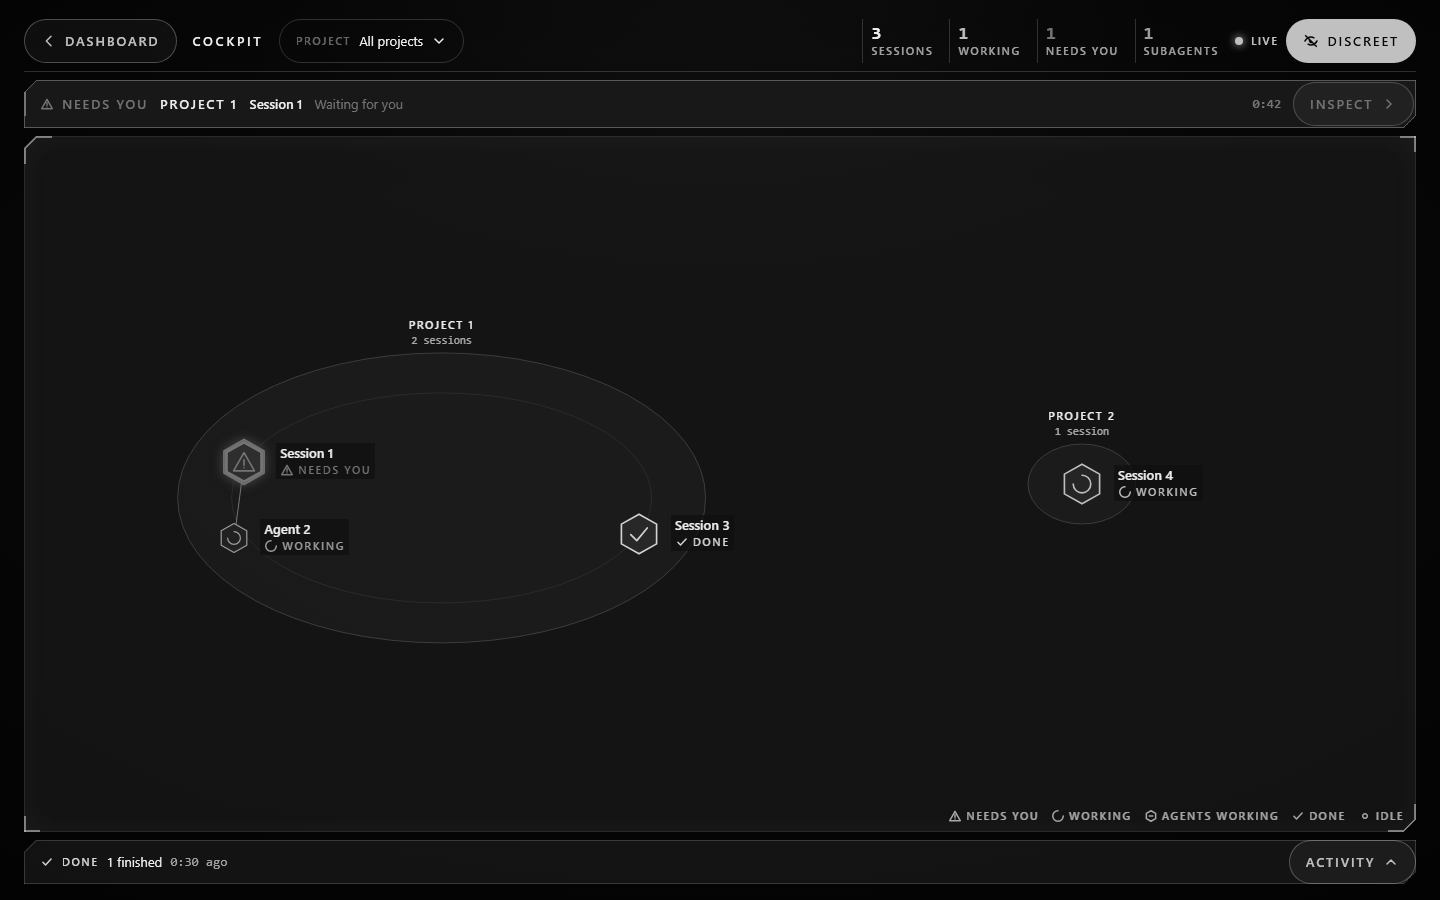 DASHBOARD COCKPIT PROJECT All projects
3 SESSIONS
1 WORKING
1 NEEDS YOU
1 SUBAGENTS
LIVE
DISCREET
NEEDS YOU PROJECT 1 Session 1 Waiting for you 0:42 INSPECT
PROJECT 1
2 sessions
Session 1
NEEDS YOU
Agent 2
WORKING
Session 3
DONE
PROJECT 2
1 session
Session 4
WORKING
NEEDS YOU WORKING AGENTS WORKING DONE IDLE
DONE 1 finished 0:30 ago ACTIVITY